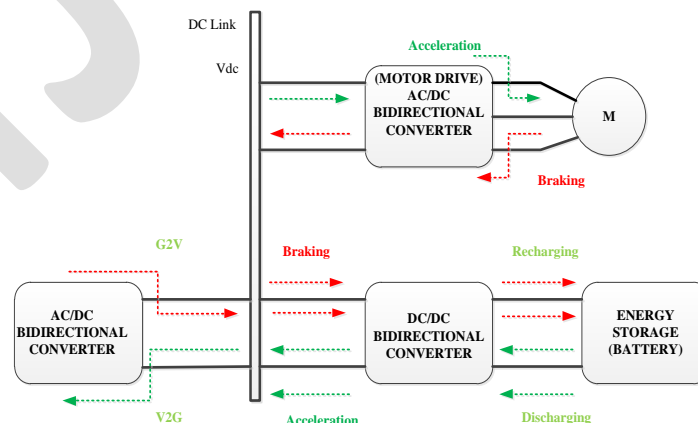 DC Link
Vdc
Acceleration
(MOTOR DRIVE)
AC/DC
BIDIRECTIONAL
CONVERTER
M
Braking
G2V
Braking
Recharging
AC/DC
BIDIRECTIONAL
CONVERTER
DC/DC
BIDIRECTIONAL
CONVERTER
ENERGY
STORAGE
(BATTERY)
V2G
Acceleration
Discharging